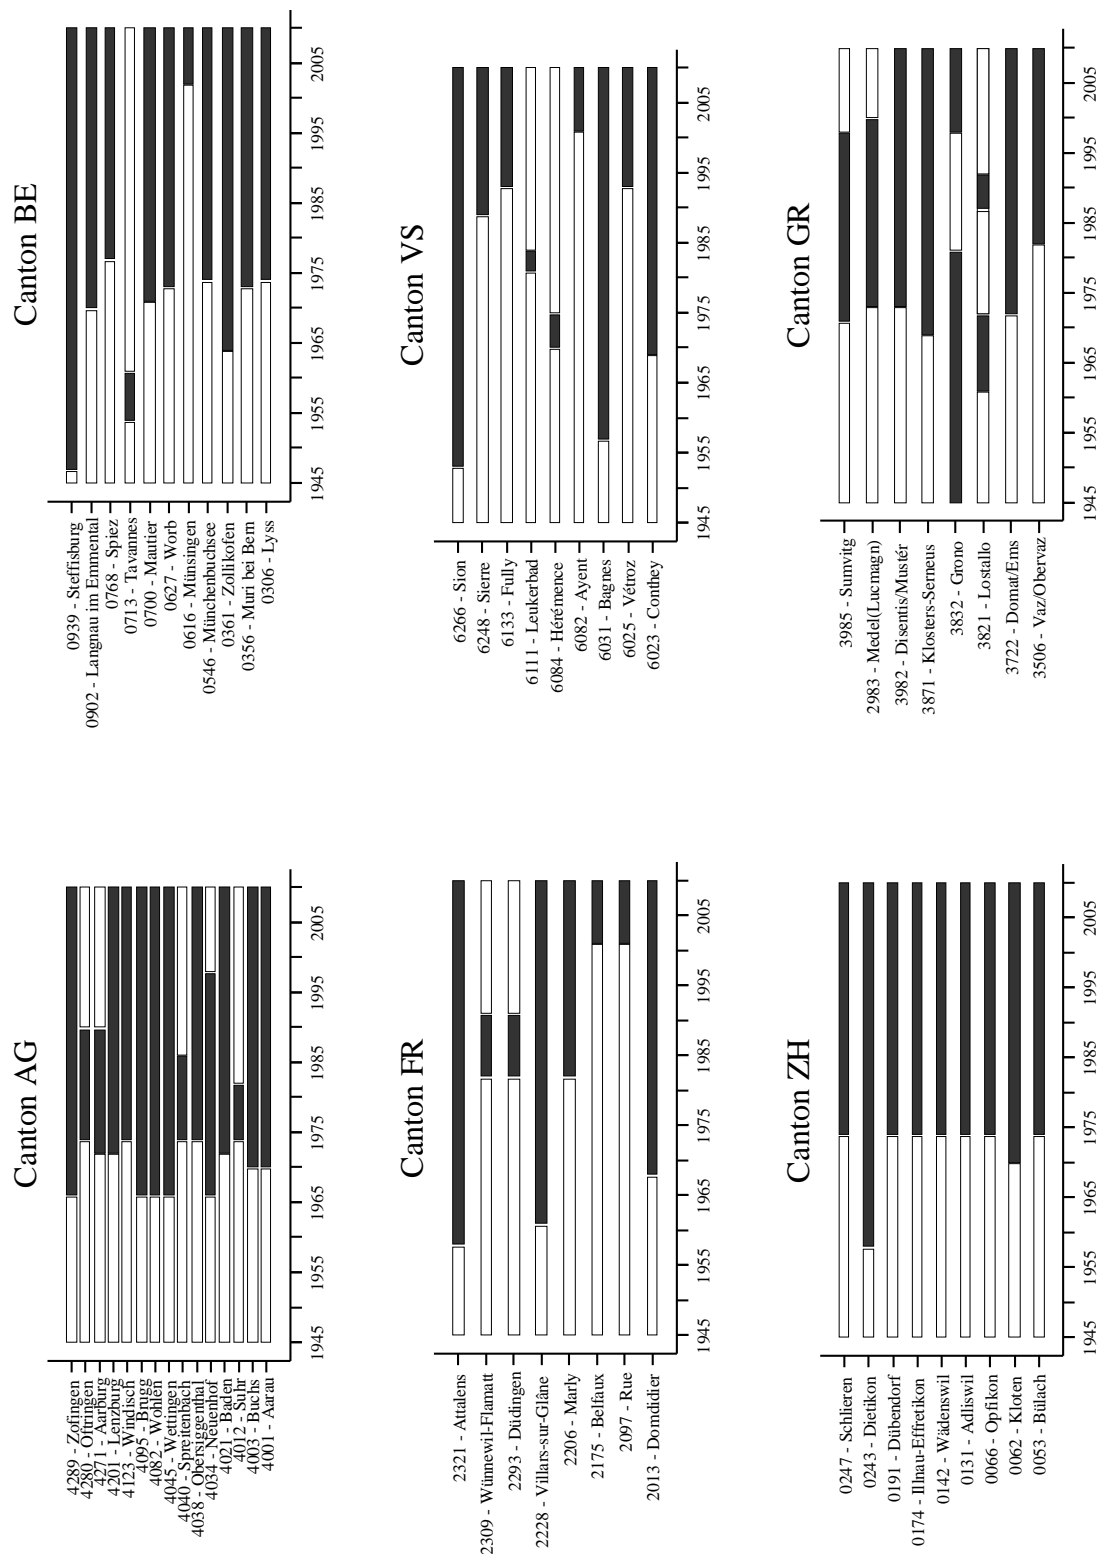 Canton AG
4289 - Zofingen
4280 - Oftringen
4271 - Aarburg
4201 - Lenzburg
4123 - Windisch
4095 - Brugg
4082 - Wohlen
4045 - Wettingen
4040 - Spreitenbach
4038 - Obersiggenthal
4034 - Neuenhof
4021 - Baden
4012 - Suhr
4003 - Buchs
4001 - Aarau
1945 1955 1965 1975 1985 1995 2005
Canton BE
0939 - Steffisburg
0902 - Langnau im Emmental
0768 - Spiez
0713 - Tavannes
0700 - Mautier
0627 - Worb
0616 - Münsingen
0546 - Münchenbuchsee
0361 - Zollikofen
0356 - Muri bei Bern
0306 - Lyss
1945 1955 1965 1975 1985 1995 2005
Canton FR
2321 - Attalens
2309 - Wünnewil-Flamatt
2293 - Düdingen
2228 - Villars-sur-Glâne
2206 - Marly
2175 - Belfaux
2097 - Rue
2013 - Domdidier
1945 1955 1965 1975 1985 1995 2005
Canton VS
6266 - Sion
6248 - Sierre
6133 - Fully
6111 - Leukerbad
6084 - Hérémence
6082 - Ayent
6031 - Bagnes
6025 - Vétroz
6023 - Conthey
1945 1955 1965 1975 1985 1995 2005
Canton ZH
0247 - Schlieren
0243 - Dietikon
0191 - Dübendorf
0174 - Illnau-Effretikon
0142 - Wädenswil
0131 - Adliswil
0066 - Opfikon
0062 - Kloten
0053 - Bülach
1945 1955 1965 1975 1985 1995 2005
Canton GR
3985 - Sumvitg
2983 - Medel(Lucmagn)
3982 - Disentis/Mustér
3871 - Klosters-Serneus
3832 - Grono
3821 - Lostallo
3722 - Domat/Ems
3506 - Vaz/Obervaz
1945 1955 1965 1975 1985 1995 2005